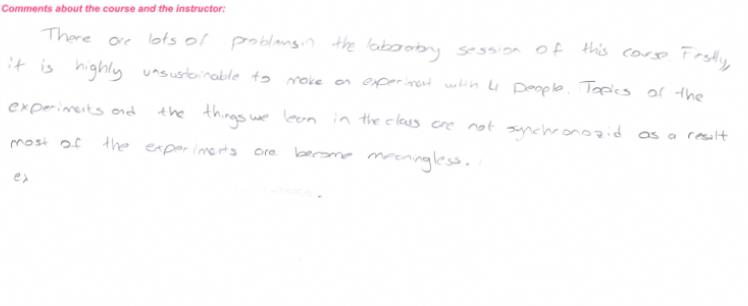 Comments about the course and the instructor:
There are lots of problems in the laboratory session of this course Firstly,
it is highly unsustainable to make an experiment with 4 people. Topics of the
experiments and the things we learn in the class are not synchronozid as a result
most of the experiments are become meaningless.
ex